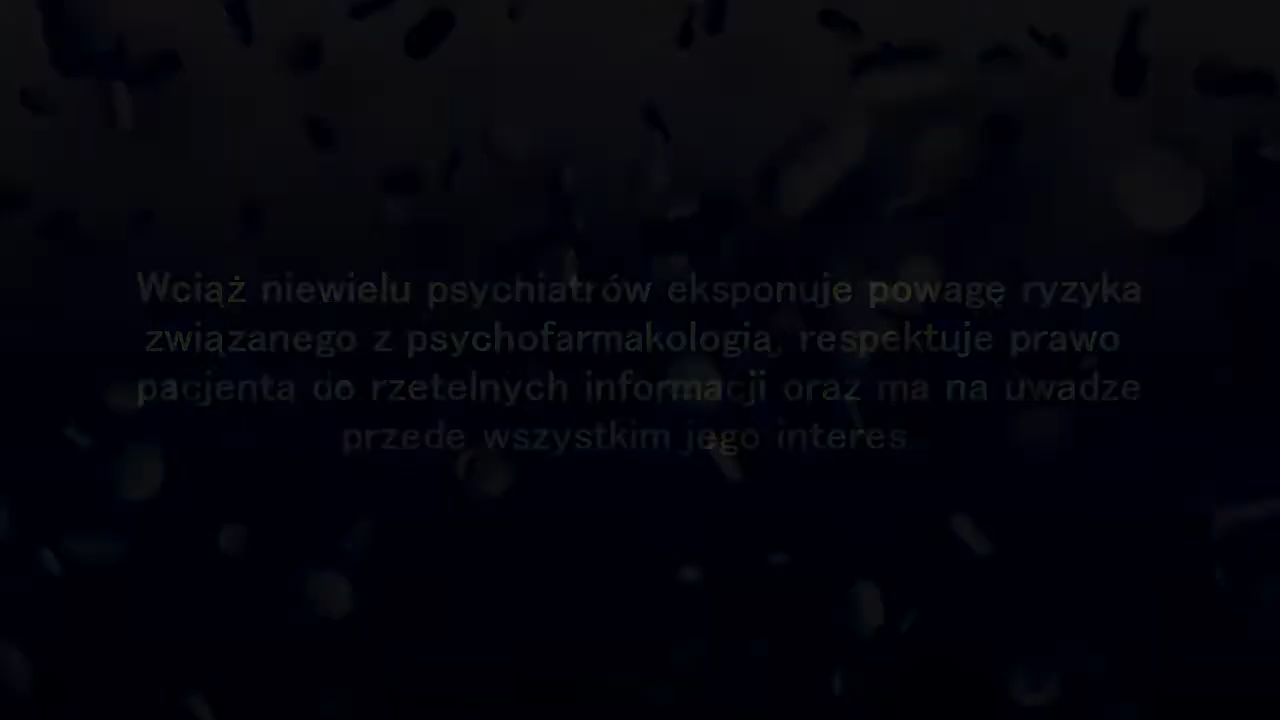 Wciąż niewielu psychiatrów eksponuje powagę ryzyka
związanego z psychofarmakologią, respektuje prawo
pacjenta do rzetelnych informacji oraz ma na uwadze
przede wszystkim jego interes